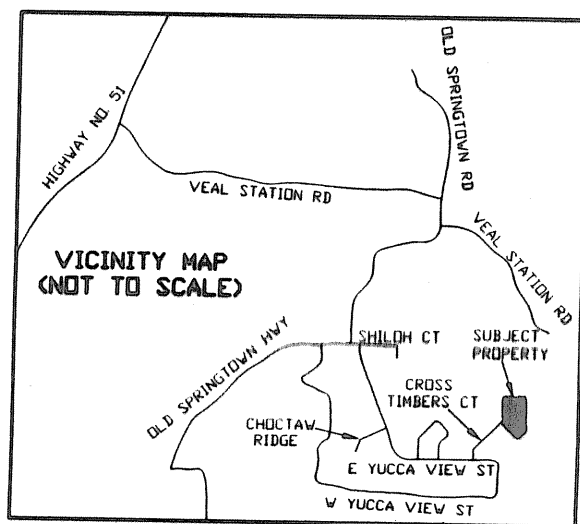 OLD SPRINGTOWN RD
HIGHWAY NO. 51
VEAL STATION RD
VEAL STATION RD
VICINITY MAP
(NOT TO SCALE)
OLD SPRINGTOWN HWY
SHILOH CT
SUBJECT
PROPERTY
CROSS
TIMBERS CT
CHOCTAW
RIDGE
E YUCCA VIEW ST
W YUCCA VIEW ST